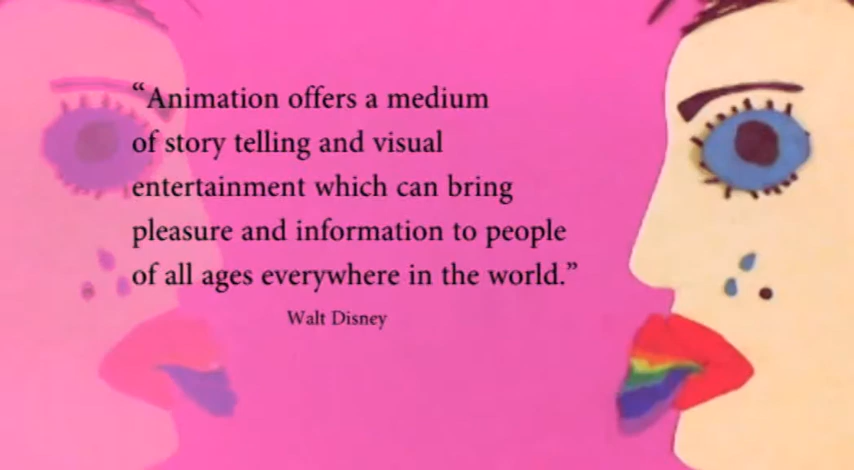 “Animation offers a medium
of story telling and visual
entertainment which can bring
pleasure and information to people
of all ages everywhere in the world.”
Walt Disney